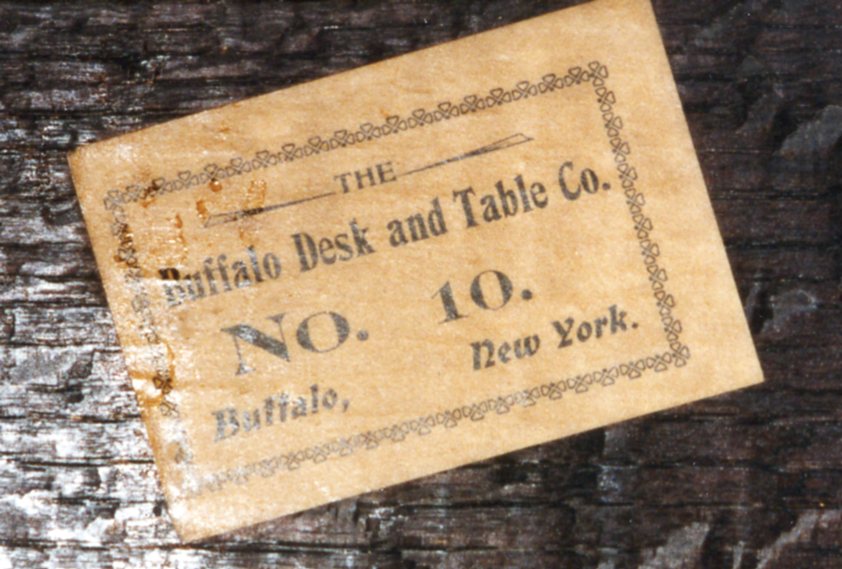 THE
Buffalo Desk and Table Co.
No. 10.
Buffalo, New York.